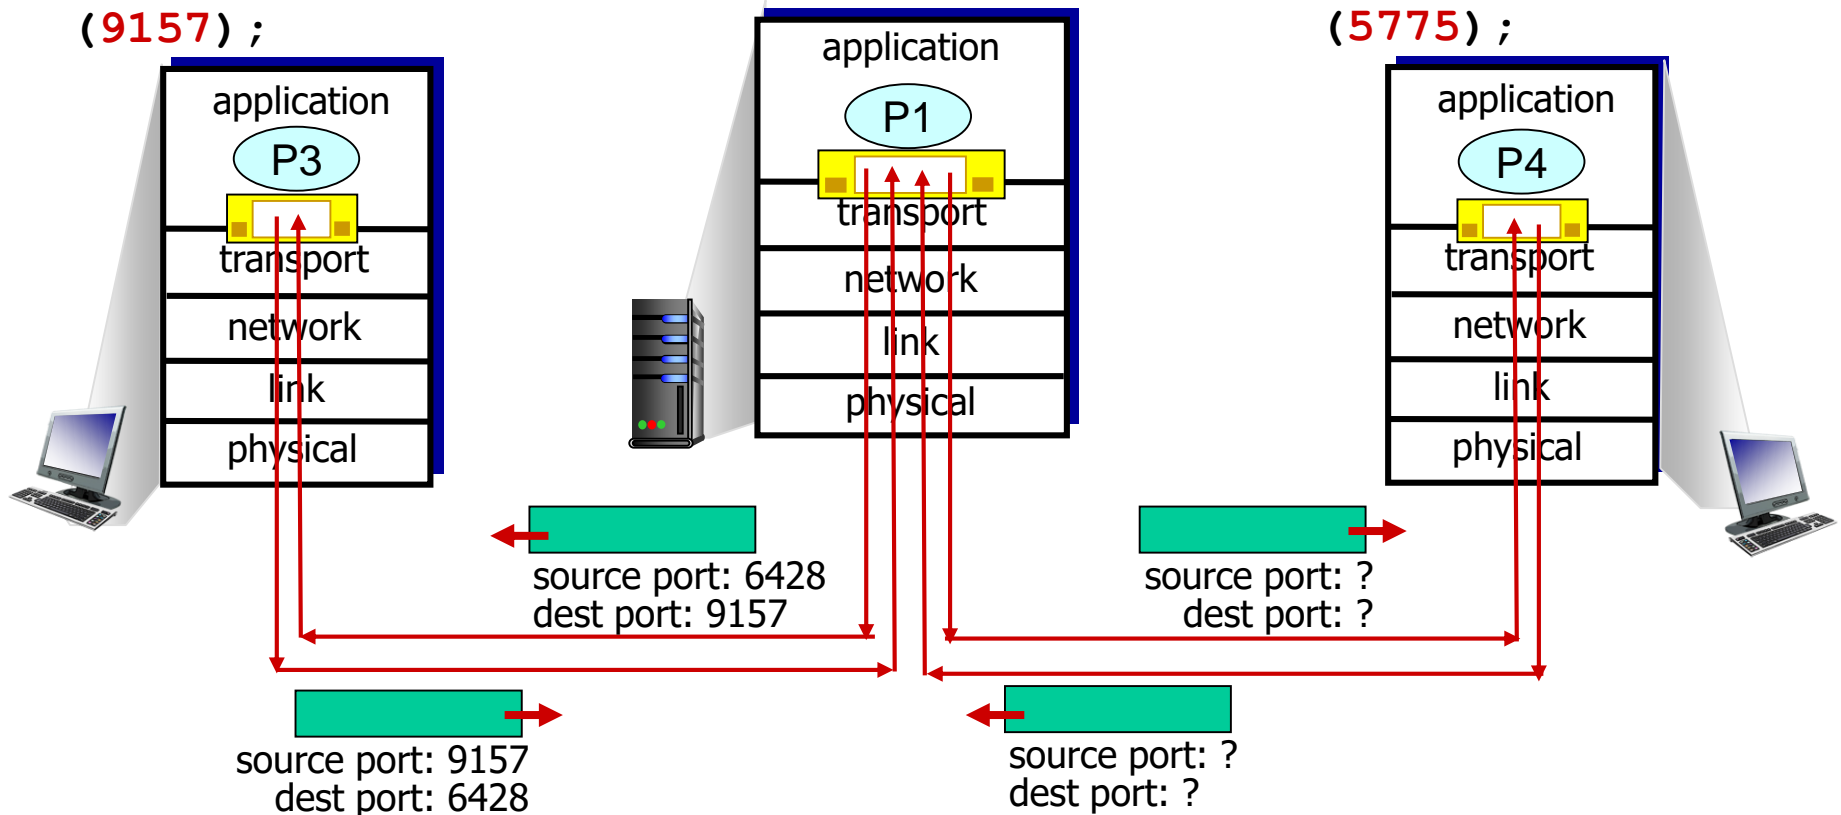 (9157);
application
P3
transport
network
link
physical
application
P1
transport
network
link
physical
(5775);
application
P4
transport
network
link
physical
source port: 6428
dest port: 9157
source port: ?
dest port: ?
source port: 9157
dest port: 6428
source port: ?
dest port: ?